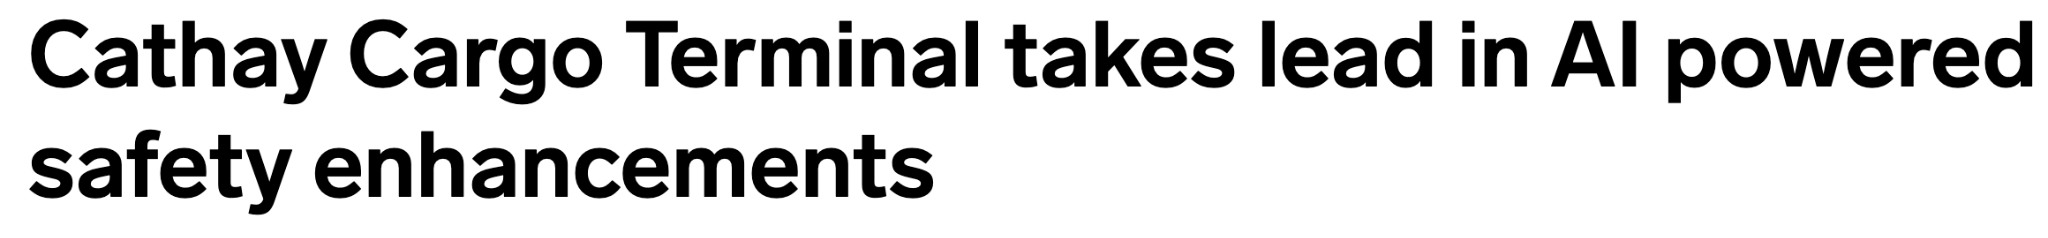 Cathay Cargo Terminal takes lead in AI powered
safety enhancements